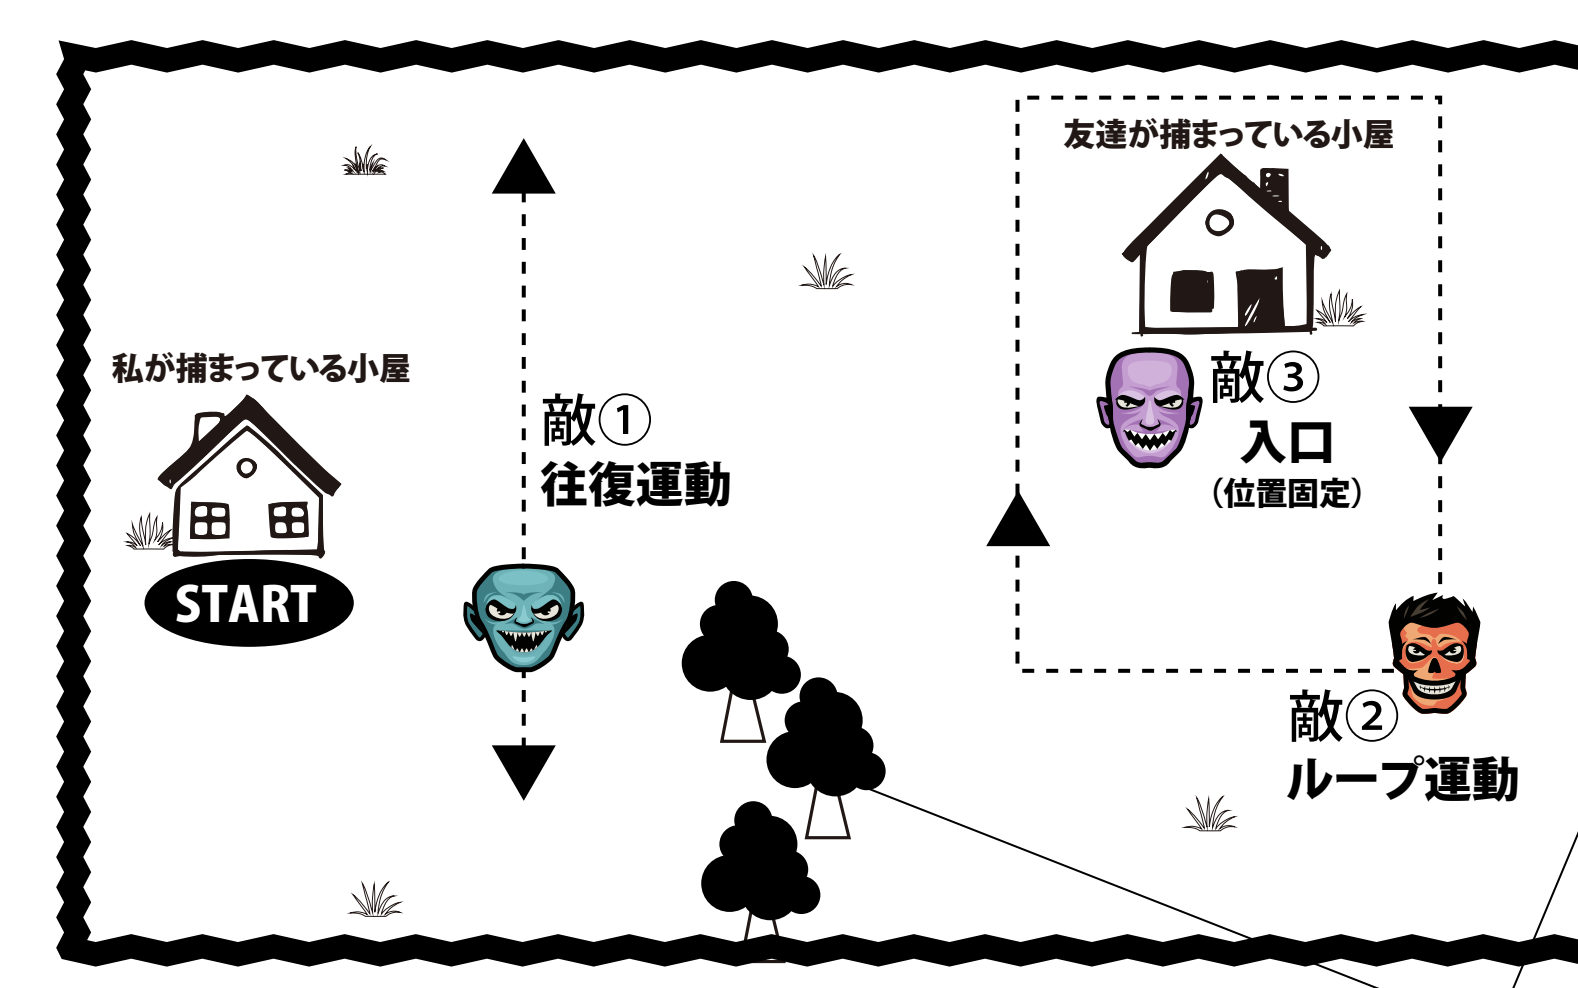 友達が捕まっている小屋
私が捕まっている小屋
START
敵①
往復運動
敵③
入口
（位置固定）
敵②
ループ運動